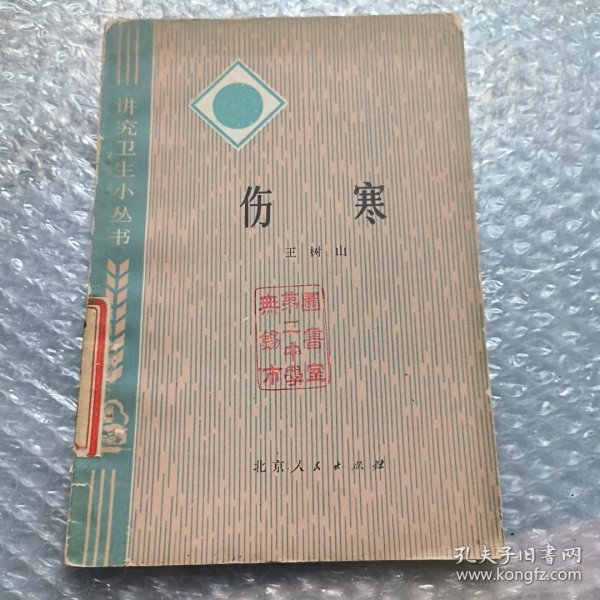 讲究卫生小丛书
伤寒
王树山
無錫市
第二中學
圖書室
北京人民出版社
孔夫子旧书网
www.kongfz.com